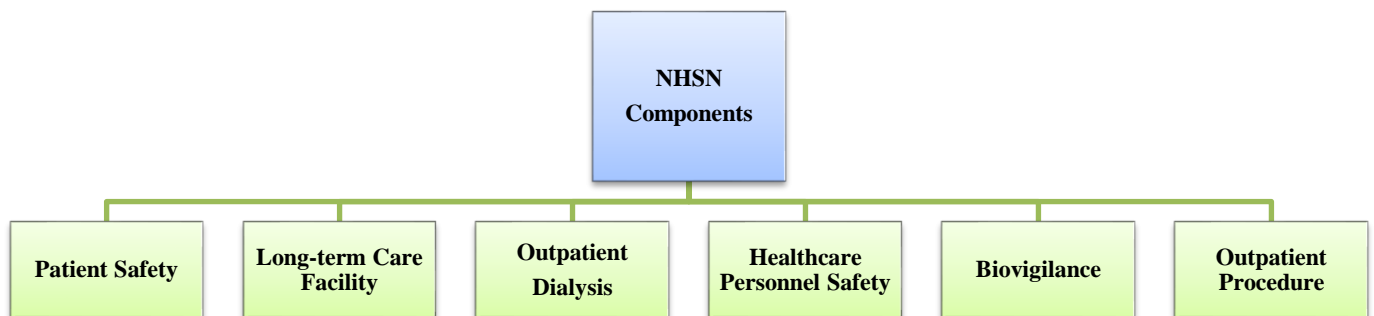 NHSN
Components
Patient Safety
Long-term Care
Facility
Outpatient
Dialysis
Healthcare
Personnel Safety
Biovigilance
Outpatient
Procedure